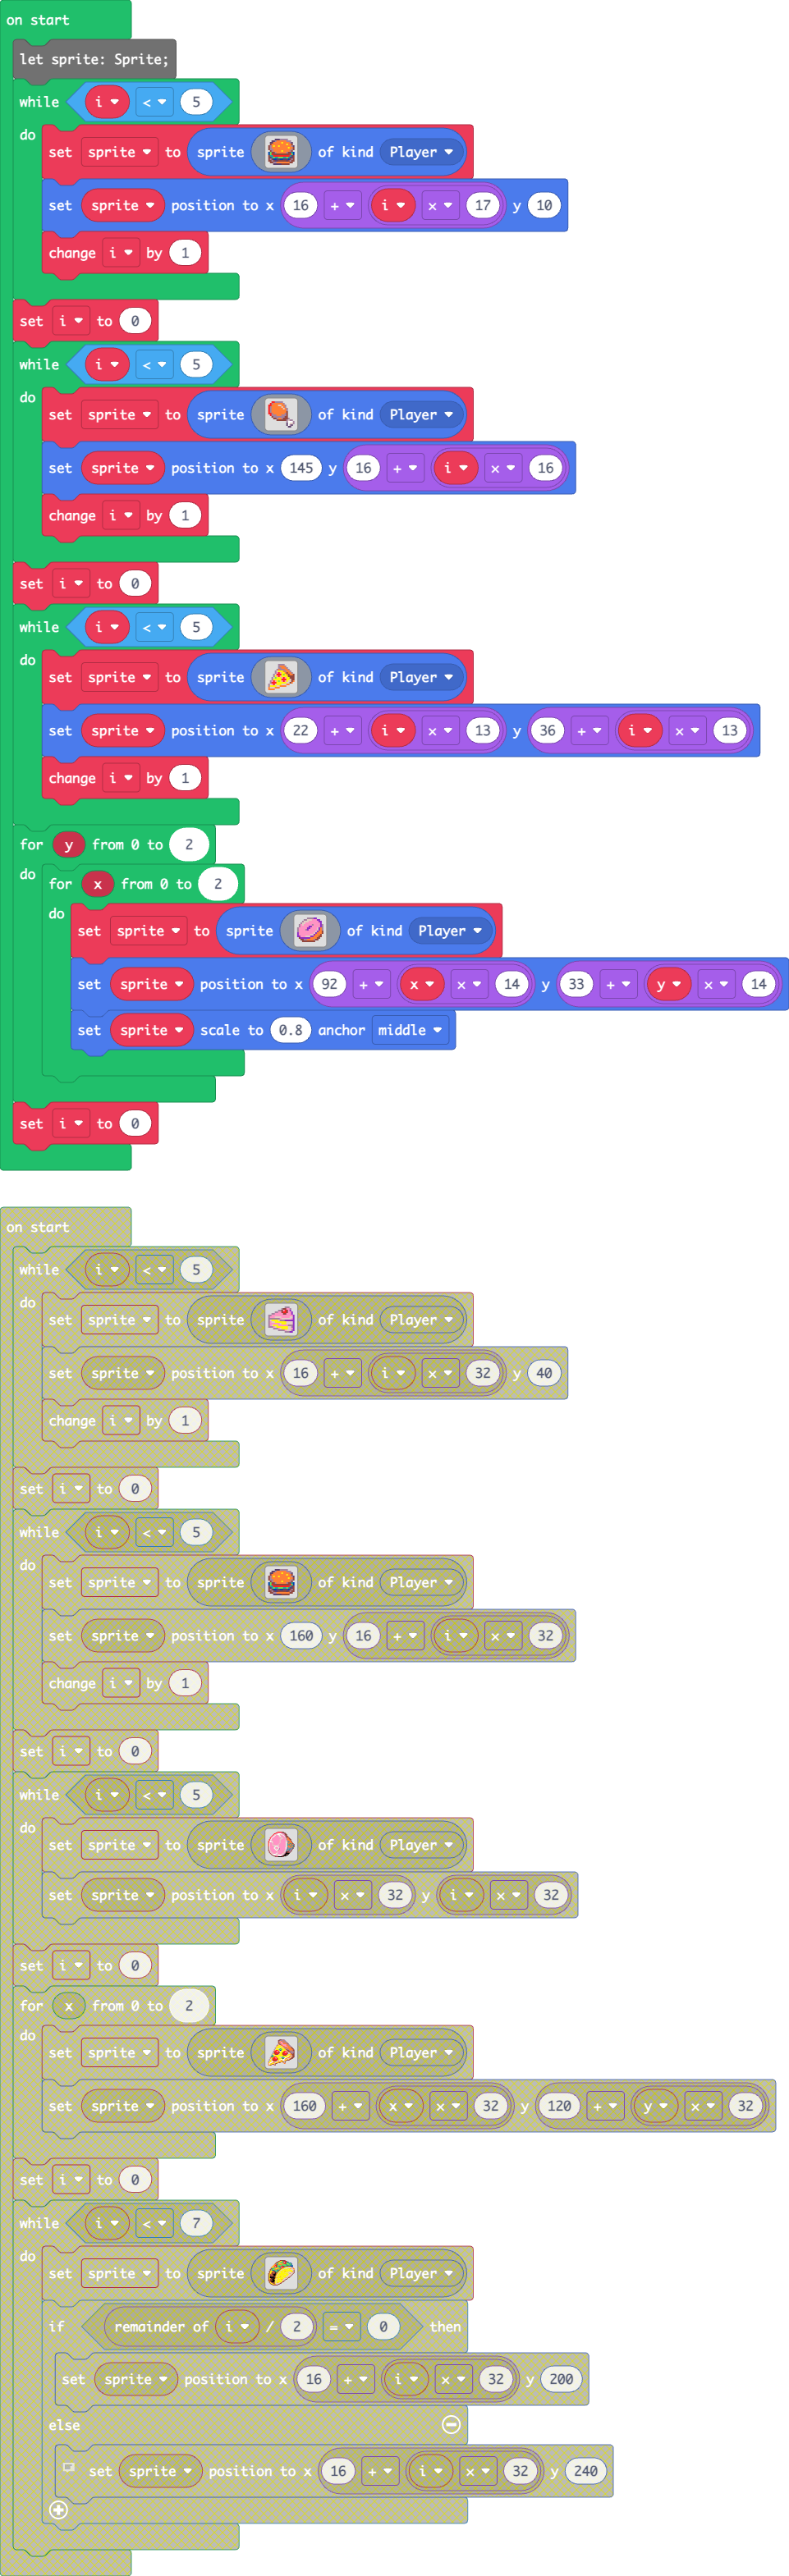 on start
let sprite: Sprite;
while i < 5
do
set sprite to sprite of kind Player
set sprite position to x 16 + i × 17 y 10
change i by 1
set i to 0
while i < 5
do
set sprite to sprite of kind Player
set sprite position to x 145 y 16 + i × 16
change i by 1
set i to 0
while i < 5
do
set sprite to sprite of kind Player
set sprite position to x 22 + i × 13 y 36 + i × 13
change i by 1
for y from 0 to 2
do
for x from 0 to 2
do
set sprite to sprite of kind Player
set sprite position to x 92 + x × 14 y 33 + y × 14
set sprite scale to 0.8 anchor middle
set i to 0
on start
while i < 5
do
set sprite to sprite of kind Player
set sprite position to x 16 + i × 32 y 40
change i by 1
set i to 0
while i < 5
do
set sprite to sprite of kind Player
set sprite position to x 160 y 16 + i × 32
change i by 1
set i to 0
while i < 5
do
set sprite to sprite of kind Player
set sprite position to x i × 32 y i × 32
set i to 0
for x from 0 to 2
do
set sprite to sprite of kind Player
set sprite position to x 160 + x × 32 y 120 + y × 32
set i to 0
while i < 7
do
set sprite to sprite of kind Player
if remainder of i / 2 = 0 then
set sprite position to x 16 + i × 32 y 200
else
set sprite position to x 16 + i × 32 y 240